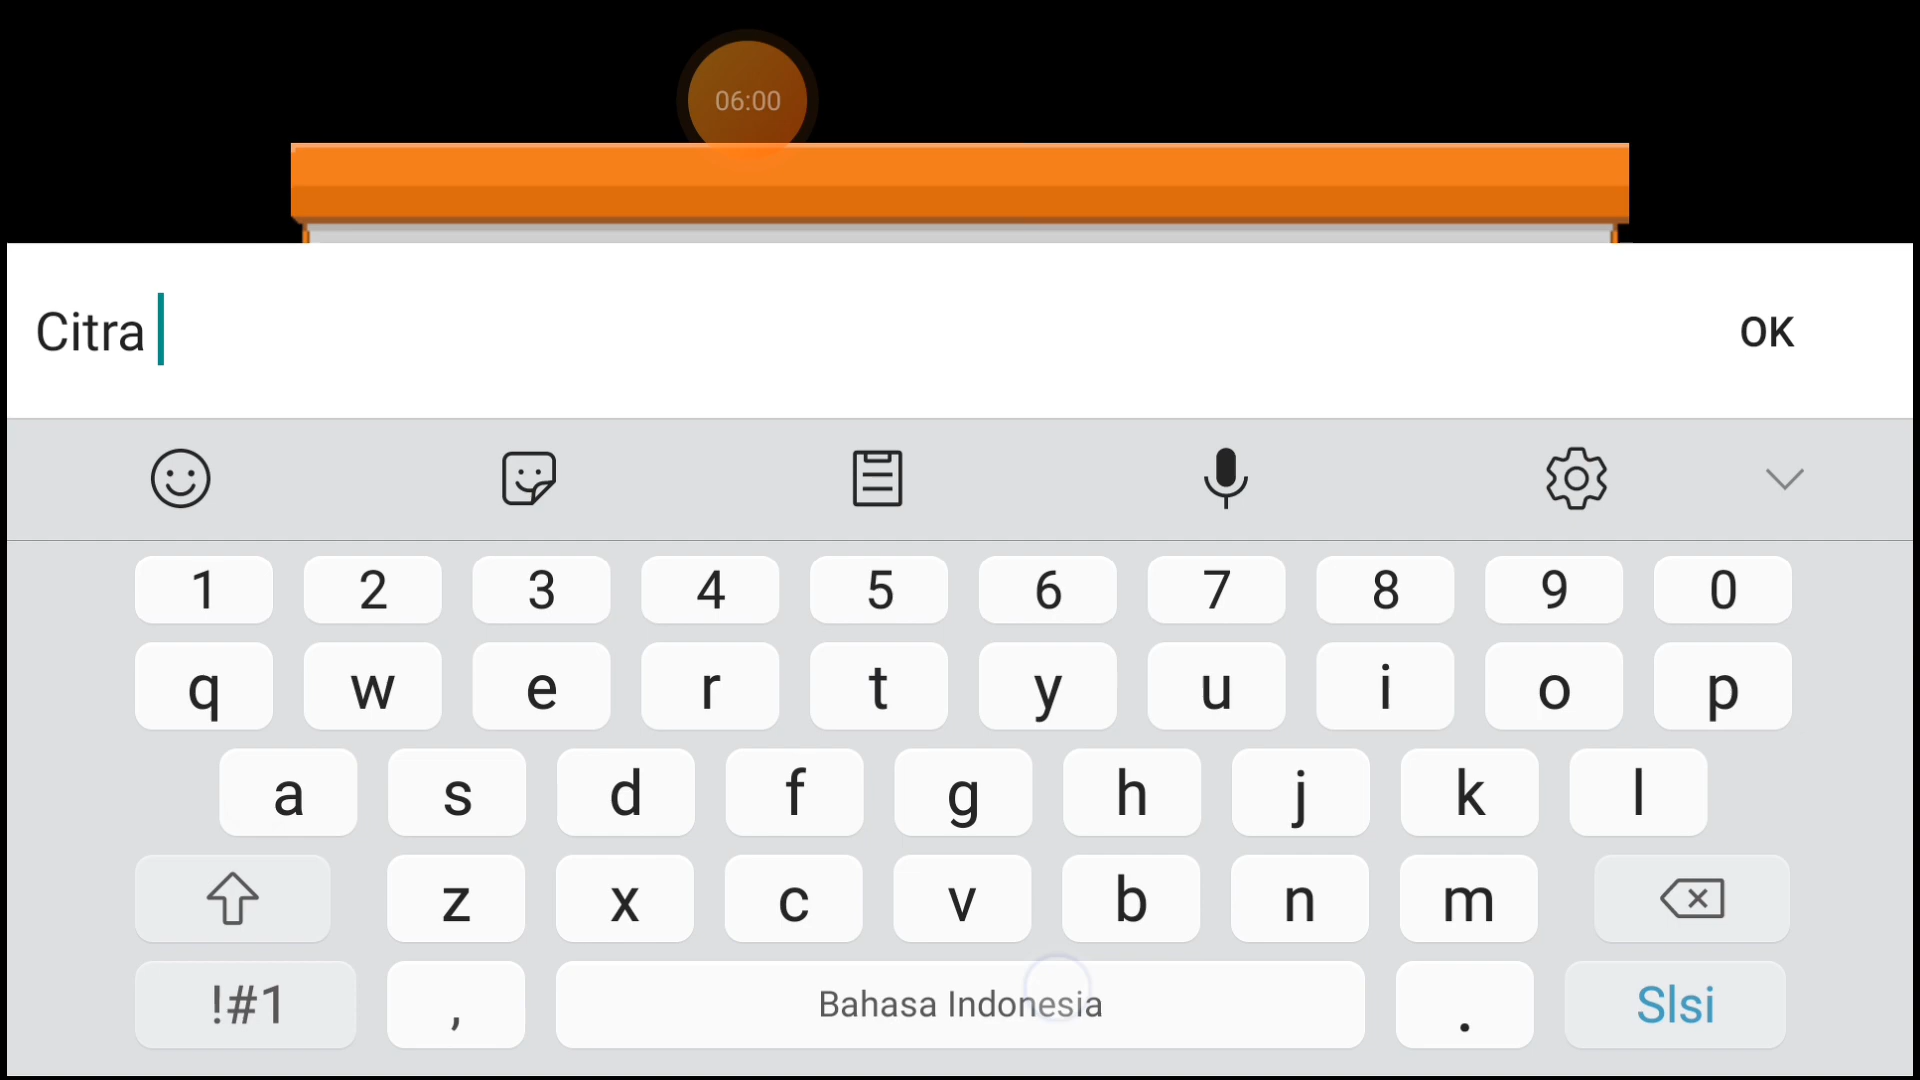 06:00
Citra
OK
1 2 3 4 5 6 7 8 9 0
q w e r t y u i o p
a s d f g h j k l
z x c v b n m
!#1 , Bahasa Indonesia . Slsi